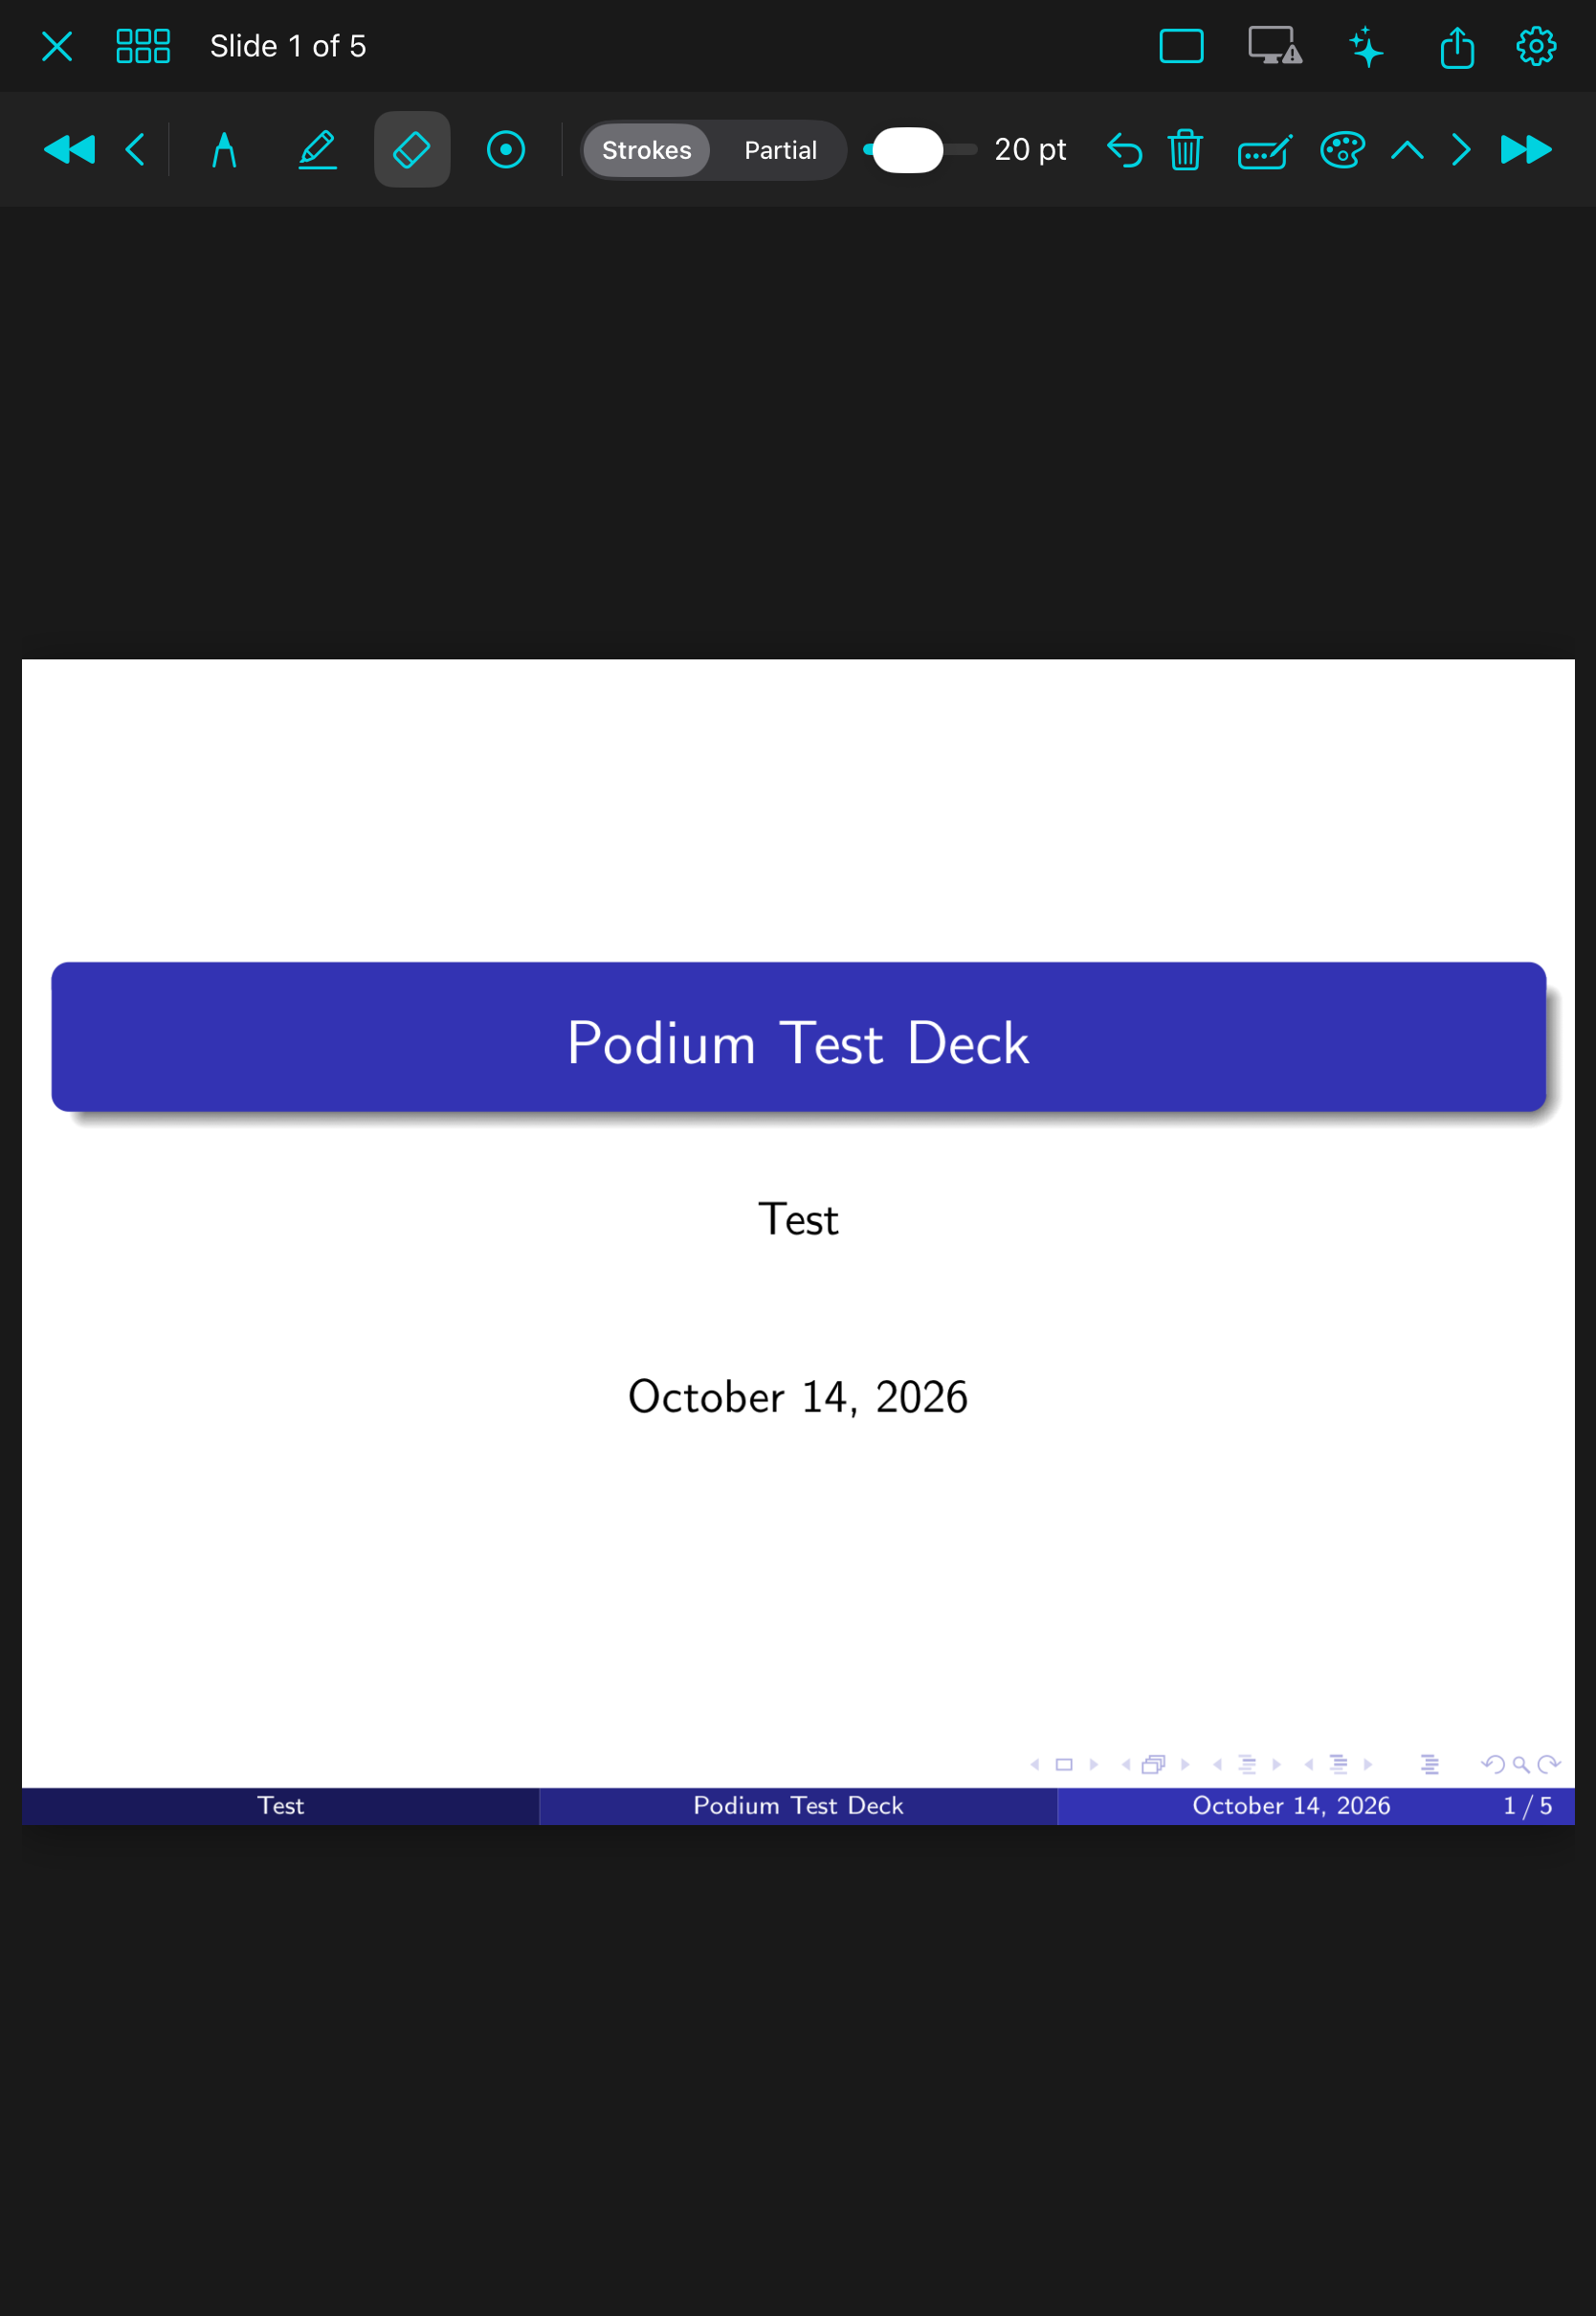 Slide 1 of 5
Strokes Partial 20 pt
Podium Test Deck
Test
October 14, 2026
Test Podium Test Deck October 14, 2026 1 / 5